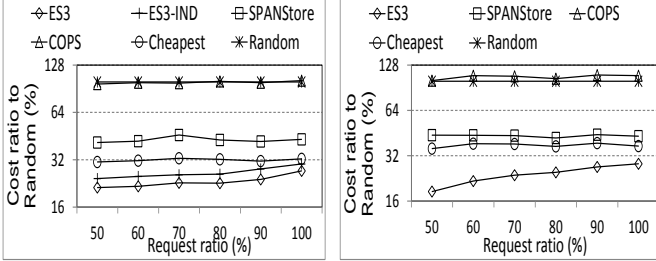 ES3 ES3-IND SPANStore
COPS Cheapest Random
Cost ratio to
Random (%)
128
64
32
16
50 60 70 80 90 100
Request ratio (%)
ES3 SPANStore COPS
Cheapest Random
Cost ratio to
Random (%)
128
64
32
16
50 60 70 80 90 100
Request ratio (%)